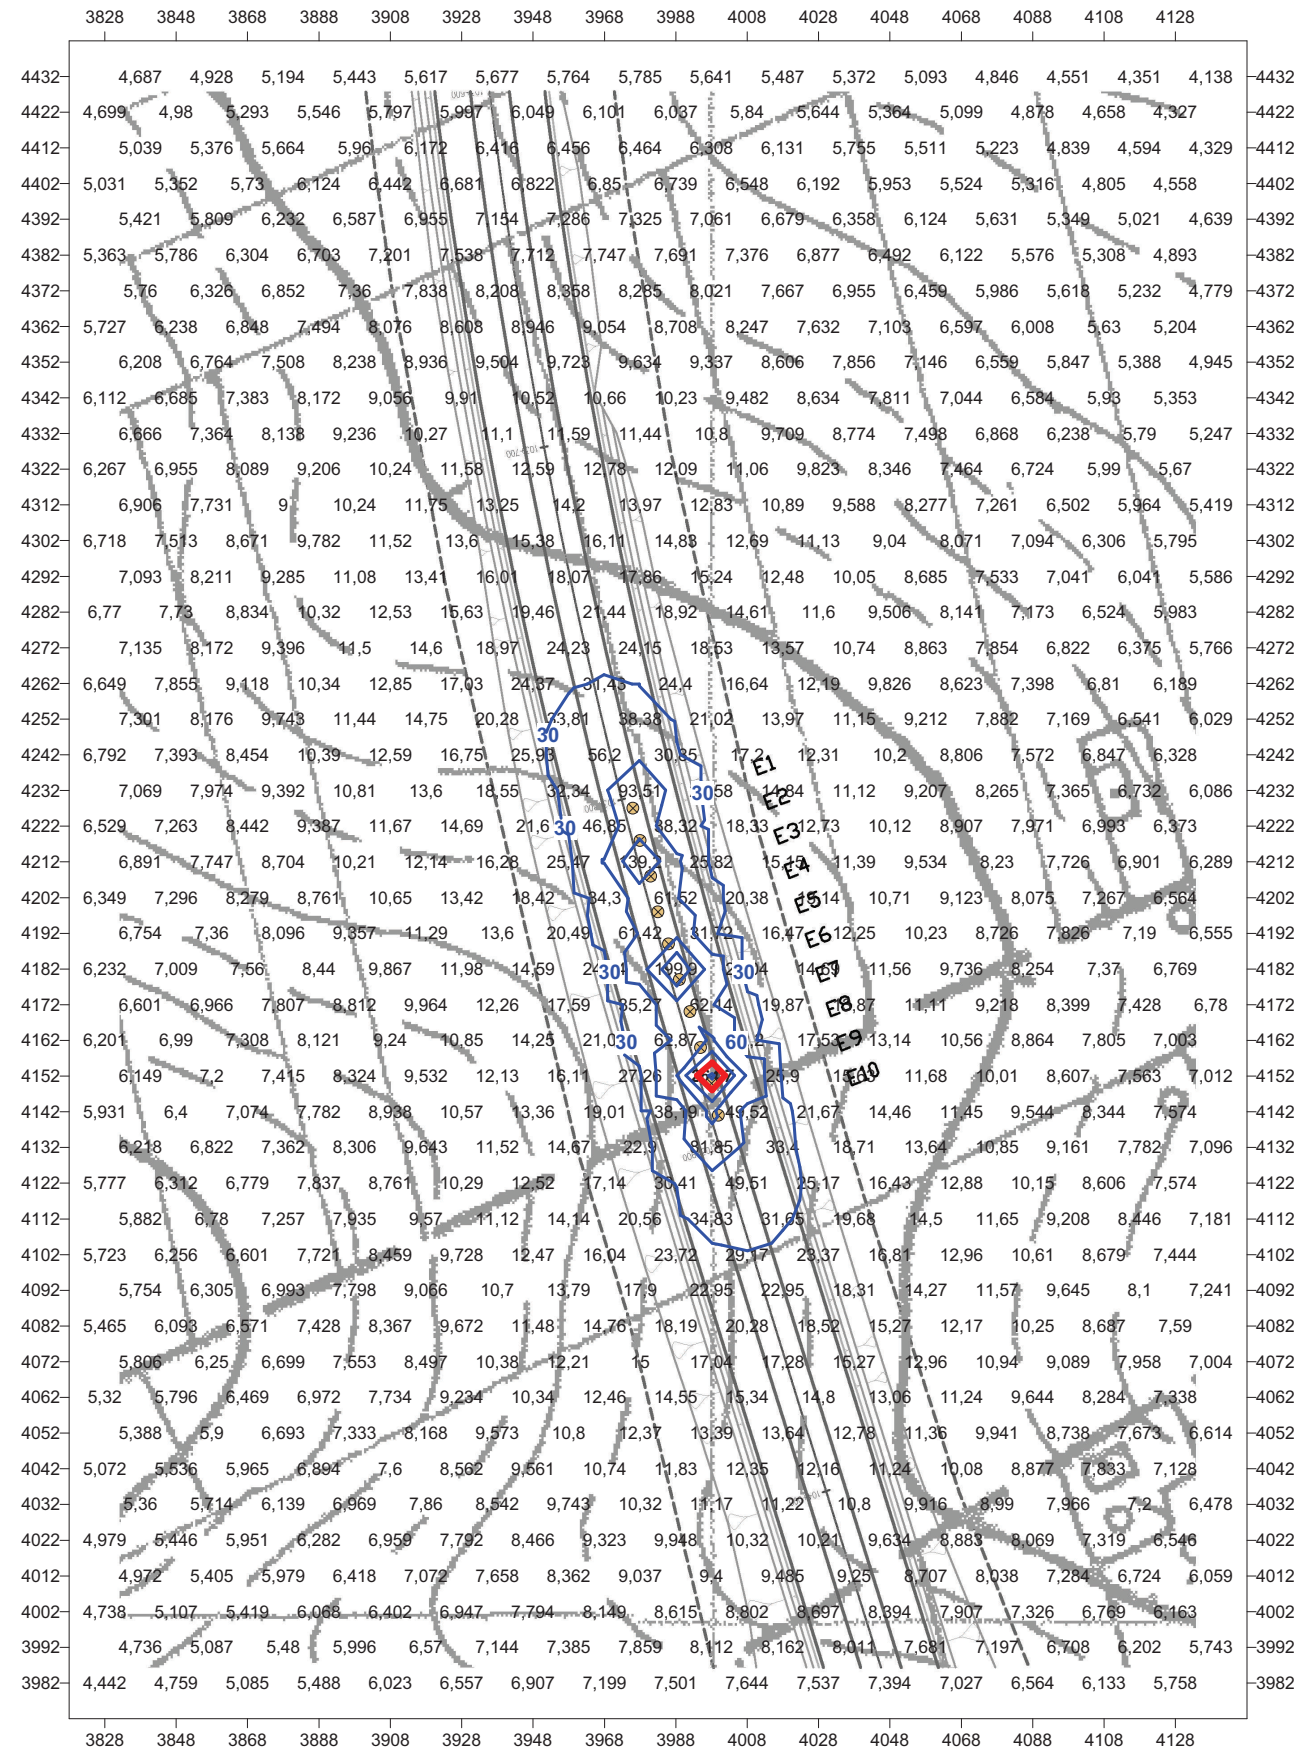 3828 3848 3868 3888 3908 3928 3948 3968 3988 4008 4028 4048 4068 4088 4108 4128
4432 4,687 4,928 5,194 5,443 5,617 5,677 5,764 5,785 5,641 5,487 5,372 5,093 4,846 4,551 4,351 4,138 4432
4422 4,699 4,98 5,293 5,546 5,797 5,997 6,049 6,101 6,037 5,84 5,644 5,364 5,099 4,878 4,658 4,327 4422
4412 5,039 5,376 5,664 5,96 6,172 6,416 6,456 6,464 6,308 6,131 5,755 5,511 5,223 4,839 4,594 4,329 4412
4402 5,031 5,352 5,73 6,124 6,442 6,681 6,822 6,85 6,739 6,548 6,192 5,953 5,524 5,316 4,805 4,558 4402
4392 5,421 5,809 6,232 6,587 6,955 7,154 7,286 7,325 7,061 6,679 6,358 6,124 5,631 5,349 5,021 4,639 4392
4382 5,363 5,786 6,304 6,703 7,201 7,538 7,712 7,747 7,691 7,376 6,877 6,492 6,122 5,576 5,308 4,893 4382
4372 5,76 6,326 6,852 7,36 7,838 8,208 8,358 8,285 8,021 7,667 6,955 6,459 5,986 5,618 5,232 4,779 4372
4362 5,727 6,238 6,848 7,494 8,076 8,608 8,946 9,054 8,708 8,247 7,632 7,103 6,597 6,008 5,63 5,204 4362
4352 6,208 6,764 7,508 8,238 8,936 9,504 9,723 9,634 9,337 8,606 7,856 7,146 6,559 5,847 5,388 4,945 4352
4342 6,112 6,685 7,383 8,172 9,056 9,91 10,52 10,66 10,23 9,482 8,634 7,811 7,044 6,584 5,93 5,353 4342
4332 6,666 7,364 8,138 9,236 10,27 11,1 11,59 11,44 10,8 9,709 8,774 7,498 6,868 6,238 5,79 5,247 4332
4322 6,267 6,955 8,089 9,206 10,24 11,58 12,59 12,78 12,09 11,06 9,823 8,346 7,464 6,724 5,99 5,67 4322
4312 6,906 7,731 9 10,24 11,75 13,25 14,2 13,97 12,83 10,89 9,588 8,277 7,261 6,502 5,964 5,419 4312
4302 6,718 7,513 8,671 9,782 11,52 13,6 15,38 16,11 14,83 12,69 11,13 9,04 8,071 7,094 6,306 5,795 4302
4292 7,093 8,211 9,285 11,08 13,41 16,01 18,07 17,86 15,24 12,48 10,05 8,685 7,533 7,041 6,041 5,586 4292
4282 6,77 7,73 8,834 10,32 12,53 15,63 19,46 21,44 18,92 14,61 11,6 9,506 8,141 7,173 6,524 5,983 4282
4272 7,135 8,172 9,396 11,5 14,6 18,97 24,23 24,15 18,53 13,57 10,74 8,863 7,854 6,822 6,375 5,766 4272
4262 6,649 7,855 9,118 10,34 12,85 17,03 24,37 31,43 24,4 16,64 12,19 9,826 8,623 7,398 6,81 6,189 4262
4252 7,301 8,176 9,743 11,44 14,75 20,28 33,81 38,38 21,02 13,97 11,15 9,212 7,882 7,169 6,541 6,029 4252
30
4242 6,792 7,393 8,454 10,39 12,59 16,75 25,93 56,2 30,35 17,2 12,31 10,2 8,806 7,572 6,847 6,328 4242
E1
4232 7,069 7,974 9,392 10,81 13,6 18,55 32,34 93,51 30 11,12 9,207 8,265 7,365 6,732 6,086 4232
E2
4222 6,529 7,263 8,442 9,387 11,67 14,69 21,6 30 46,85 38,32 18,33 12,73 10,12 8,907 7,971 6,993 6,373 4222
E3
4212 6,891 7,747 8,704 10,21 12,14 16,28 25,47 25,82 11,39 9,534 8,23 7,726 6,901 6,289 4212
E4
4202 6,349 7,296 8,279 8,761 10,65 13,42 18,42 34,3 61,52 20,38 10,71 9,123 8,075 7,267 6,564 4202
E5
4192 6,754 7,36 8,096 9,357 11,29 13,6 20,49 61,42 31,72 16,47 12,25 10,23 8,726 7,826 7,19 6,555 4192
E6
4182 6,232 7,009 7,56 8,44 9,867 11,98 14,59 30 199,9 30 11,56 9,736 8,254 7,37 6,769 4182
E7
4172 6,601 6,966 7,807 8,812 9,964 12,26 17,59 35,27 62,44 19,87 11,11 9,218 8,399 7,428 6,78 4172
E8
4162 6,201 6,99 7,308 8,121 9,24 10,85 14,25 30 62,87 60 17,53 13,14 10,56 8,864 7,805 7,003 4162
E9
4152 6,149 7,2 7,415 8,324 9,532 12,13 16,11 27,26 25,9 11,68 10,01 8,607 7,563 7,012 4152
E10
4142 5,931 6,4 7,074 7,782 8,938 10,57 13,36 19,01 38,19 49,52 21,67 14,46 11,45 9,544 8,344 7,574 4142
4132 6,218 6,822 7,362 8,306 9,643 11,52 14,67 22,9 81,85 33,4 18,71 13,64 10,85 9,161 7,782 7,096 4132
4122 5,777 6,312 6,779 7,837 8,761 10,29 12,52 17,14 30,41 49,51 25,17 16,43 12,88 10,15 8,606 7,574 4122
4112 5,882 6,78 7,257 7,935 9,57 11,12 14,14 20,56 34,83 31,65 19,68 14,5 11,65 9,208 8,446 7,181 4112
4102 5,723 6,256 6,601 7,721 8,459 9,728 12,47 16,04 23,72 29,17 23,37 16,81 12,96 10,61 8,679 7,444 4102
4092 5,754 6,305 6,993 7,798 9,066 10,7 13,79 17,9 22,95 22,95 18,31 14,27 11,57 9,645 8,1 7,241 4092
4082 5,465 6,093 6,571 7,428 8,367 9,672 11,48 14,76 18,19 20,28 18,52 15,27 12,17 10,25 8,687 7,59 4082
4072 5,806 6,25 6,699 7,553 8,497 10,38 12,21 15 17,04 17,28 15,27 12,96 10,94 9,089 7,958 7,004 4072
4062 5,32 5,796 6,469 6,972 7,734 9,234 10,34 12,46 14,55 15,34 14,8 13,06 11,24 9,644 8,284 7,338 4062
4052 5,388 5,9 6,693 7,333 8,168 9,573 10,8 12,37 13,39 13,64 12,78 11,36 9,941 8,738 7,673 6,614 4052
4042 5,072 5,536 5,965 6,894 7,6 8,562 9,561 10,74 11,83 12,35 12,16 11,24 10,08 8,877 7,833 7,128 4042
4032 5,36 5,714 6,139 6,969 7,86 8,542 9,743 10,32 11,17 11,22 10,8 9,916 8,99 7,966 7,2 6,478 4032
4022 4,979 5,446 5,951 6,282 6,959 7,792 8,466 9,323 9,948 10,32 10,21 9,634 8,883 8,069 7,319 6,546 4022
4012 4,972 5,405 5,979 6,418 7,072 7,658 8,362 9,037 9,4 9,485 9,25 8,707 8,038 7,284 6,724 6,059 4012
4002 4,738 5,107 5,419 6,068 6,402 6,947 7,794 8,149 8,615 8,802 8,697 8,394 7,907 7,326 6,769 6,163 4002
3992 4,736 5,087 5,48 5,996 6,57 7,144 7,385 7,859 8,112 8,162 8,011 7,681 7,197 6,708 6,202 5,743 3992
3982 4,442 4,759 5,085 5,488 6,023 6,557 6,907 7,199 7,501 7,644 7,537 7,394 7,027 6,564 6,133 5,758 3982
3828 3848 3868 3888 3908 3928 3948 3968 3988 4008 4028 4048 4068 4088 4108 4128